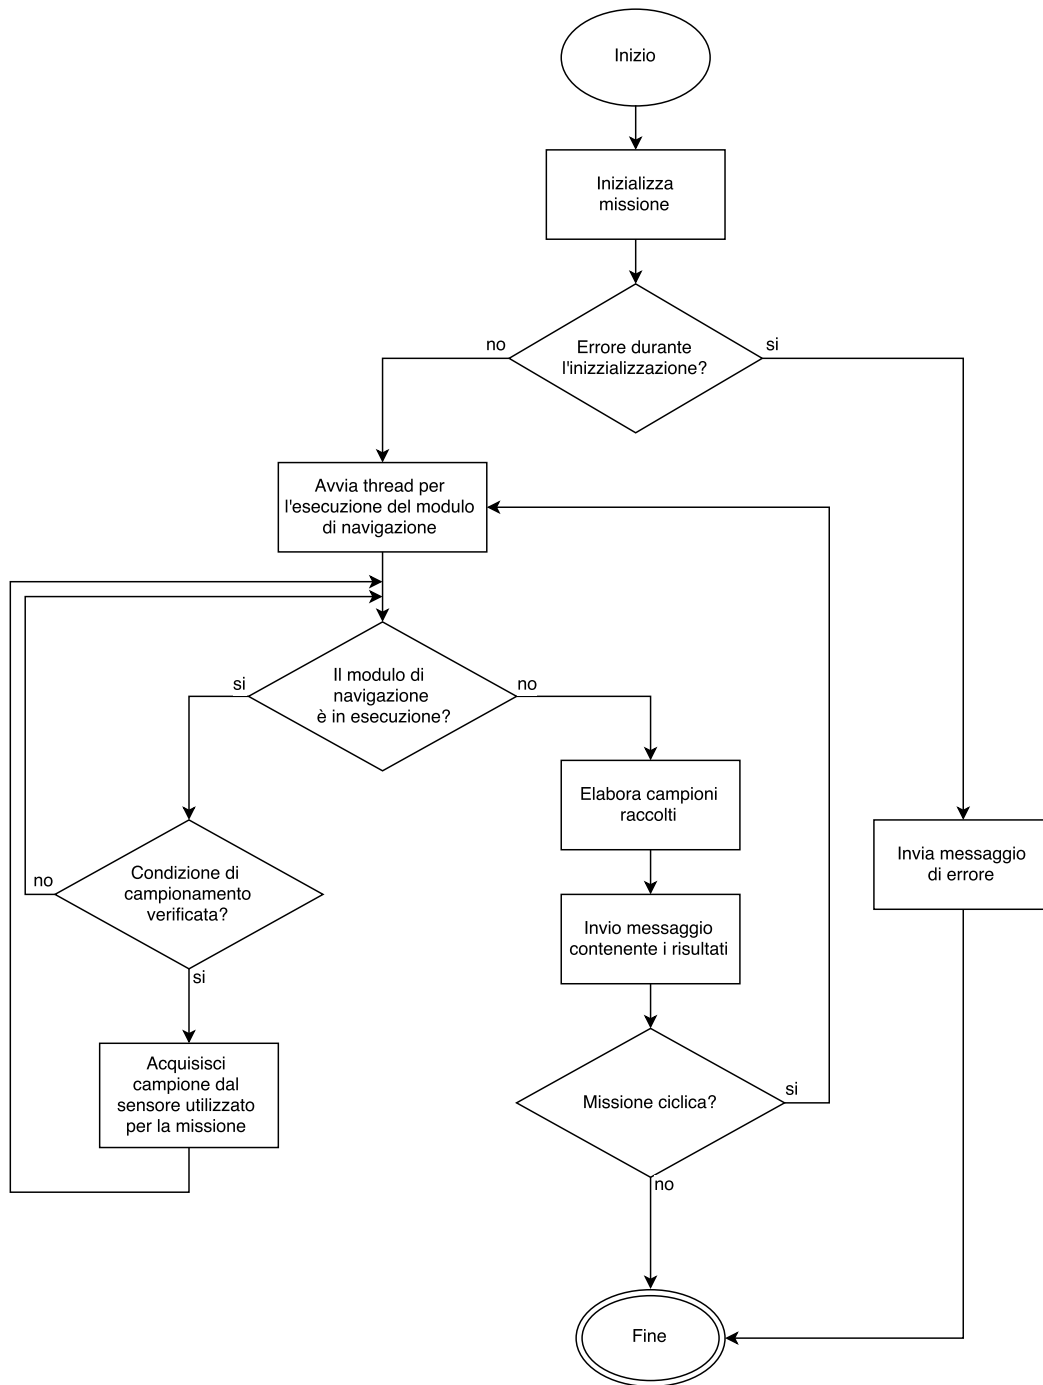 Inizio
Inizializza
missione
no
Errore durante
l'inizzializzazione?
si
Avvia thread per
l'esecuzione del modulo
di navigazione
si
Il modulo di
navigazione
è in esecuzione?
no
Elabora campioni
raccolti
Invia messaggio
di errore
no
Condizione di
campionamento
verificata?
si
Invio messaggio
contenente i risultati
Acquisisci
campione dal
sensore utilizzato
per la missione
Missione ciclica?
si
no
Fine